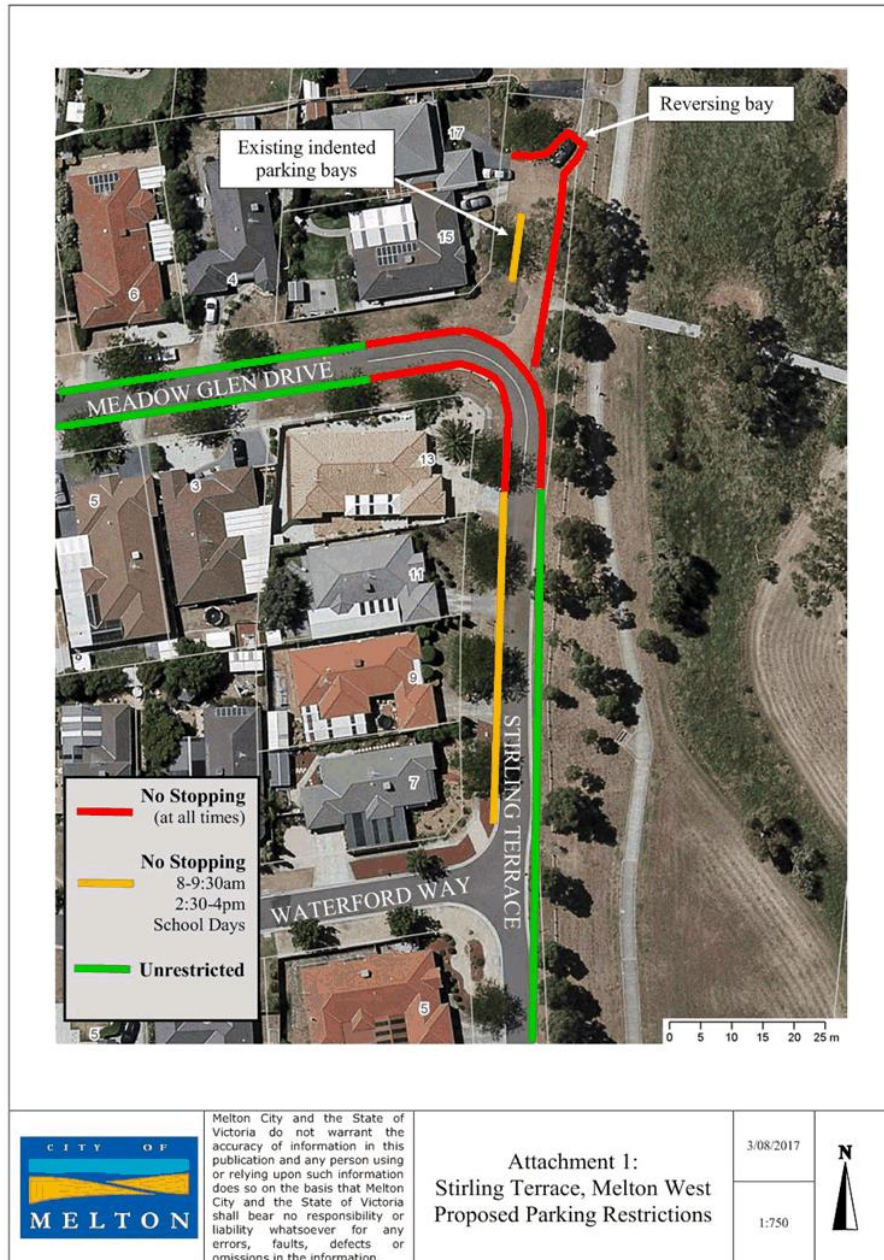 Reversing bay
Existing indented
parking bays
17
15
4
6
MEADOW GLEN DRIVE
13
3
5
11
9
7
STIRLING TERRACE
WATERFORD WAY
5
5
No Stopping
(at all times)
No Stopping
8-9:30am
2:30-4pm
School Days
Unrestricted
0 5 10 15 20 25 m
CITY OF
MELTON
Melton City and the State of
Victoria do not warrant the
accuracy of information in this
publication and any person using
or relying upon such information
does so on the basis that Melton
City and the State of Victoria
shall bear no responsibility or
liability whatsoever for any
errors, faults, defects or
omissions in the information.
Attachment 1:
Stirling Terrace, Melton West
Proposed Parking Restrictions
3/08/2017
1:750
N